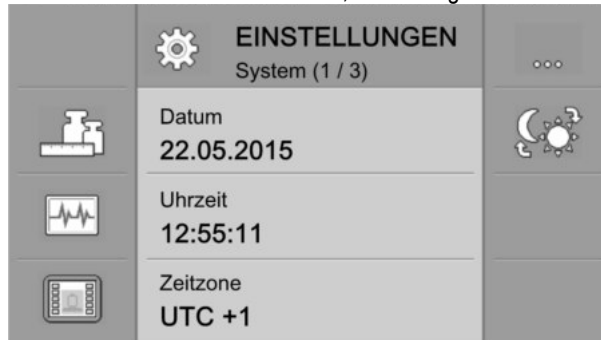 EINSTELLUNGEN
System (1 / 3)
Datum
22.05.2015
Uhrzeit
12:55:11
Zeitzone
UTC +1